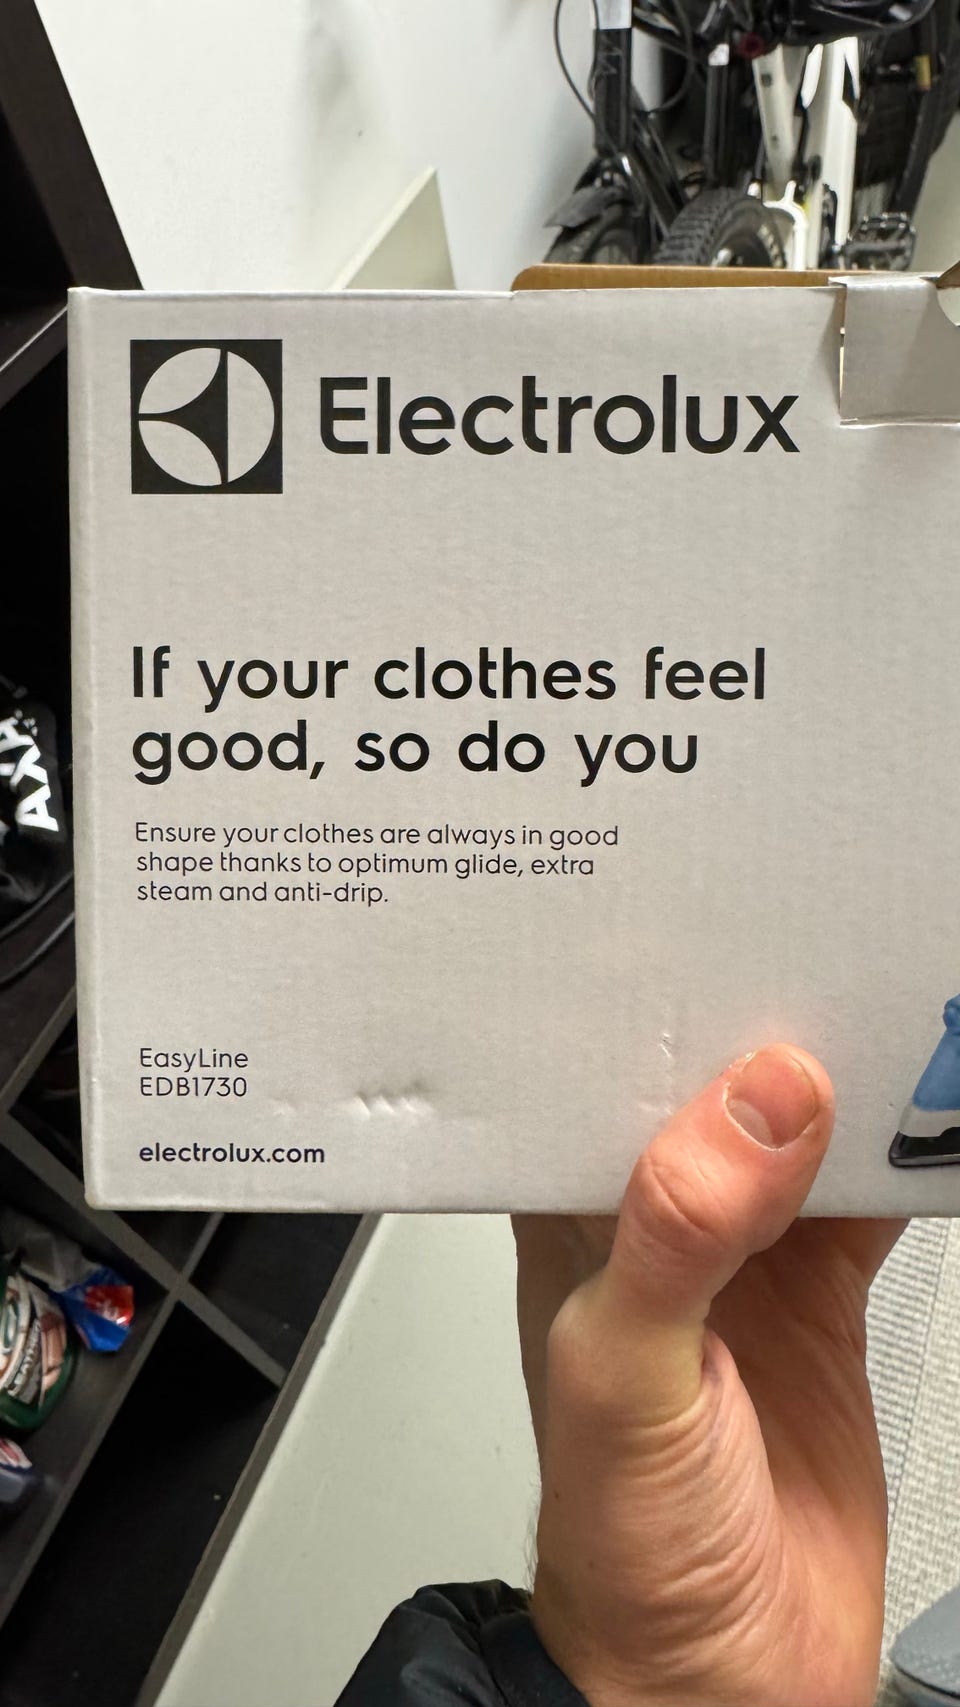 Electrolux
If your clothes feel
good, so do you
Ensure your clothes are always in good
shape thanks to optimum glide, extra
steam and anti-drip.
EasyLine
EDB1730
electrolux.com
AXA